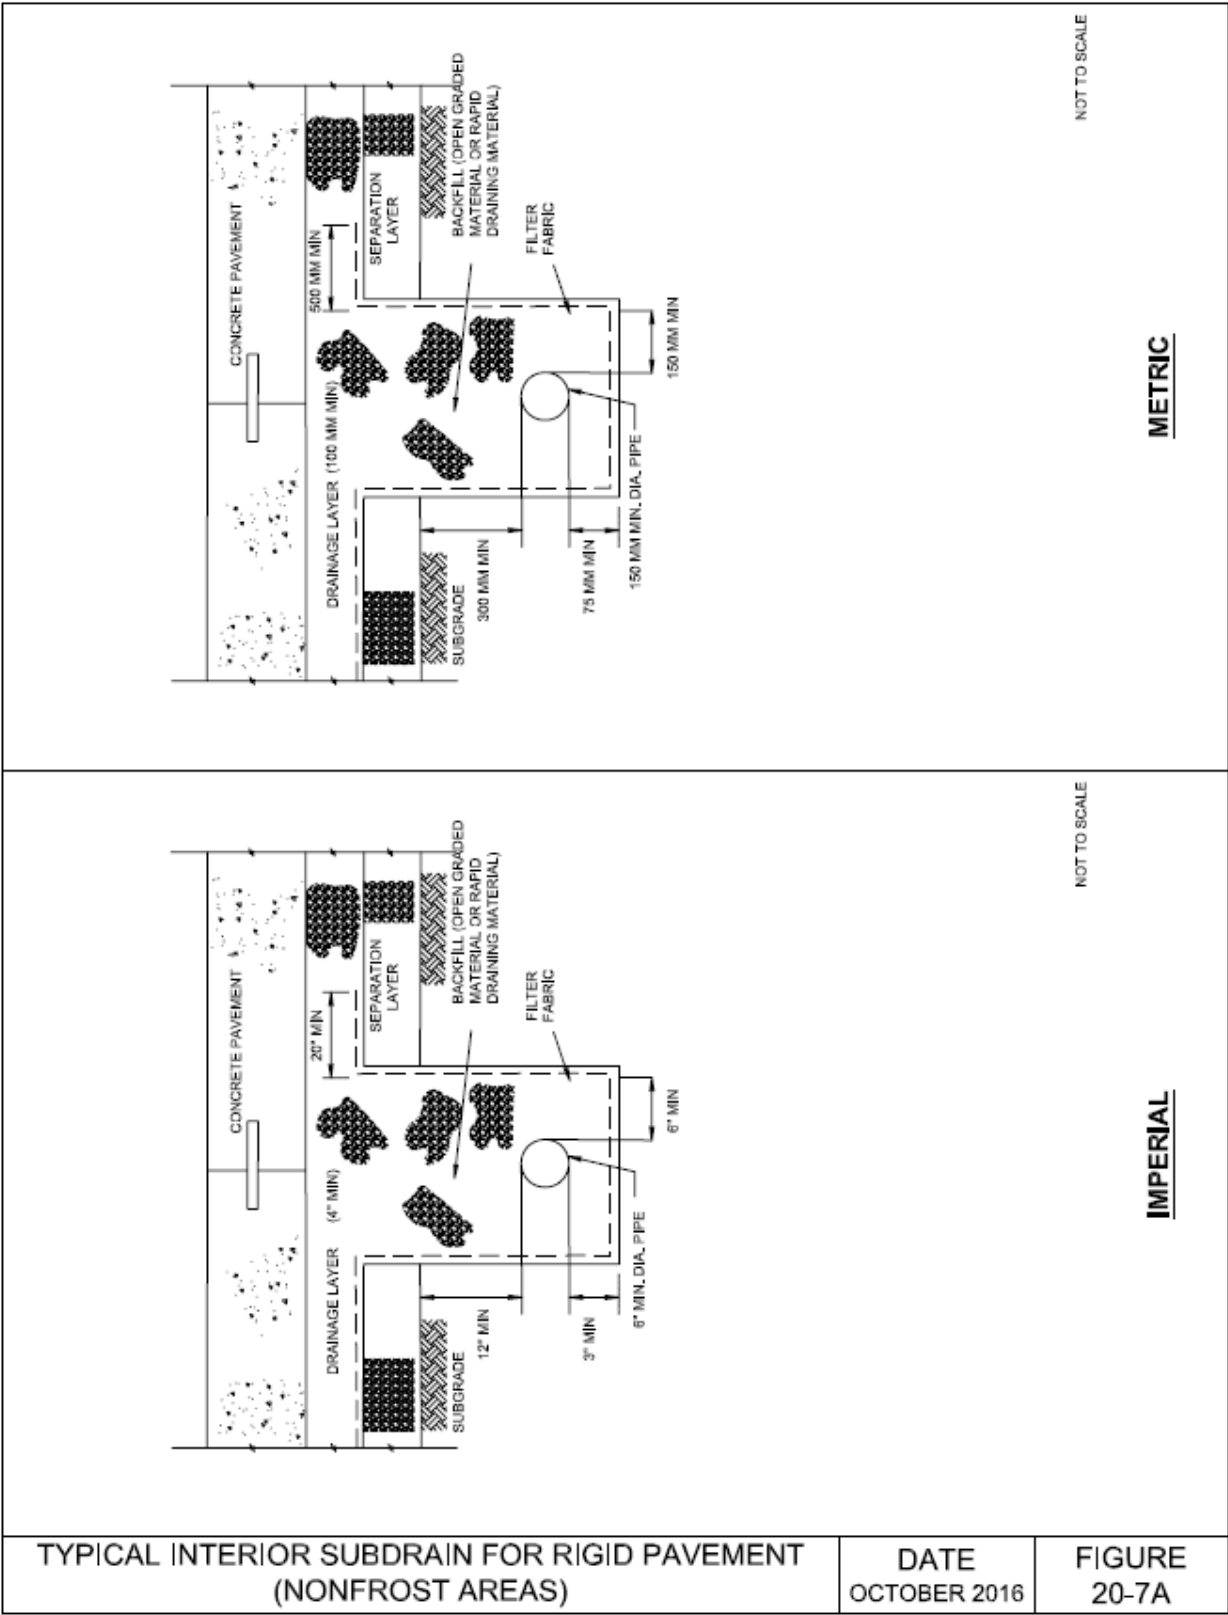 CONCRETE PAVEMENT
DRAINAGE LAYER (4" MIN)
20" MIN
SEPARATION
LAYER
SUBGRADE
BACKFILL (OPEN GRADED
MATERIAL OR RAPID
DRAINING MATERIAL)
12" MIN
FILTER
FABRIC
3" MIN
6" MIN. DIA. PIPE
6" MIN
NOT TO SCALE
IMPERIAL
CONCRETE PAVEMENT
DRAINAGE LAYER (100 MM MIN)
500 MM MIN
SEPARATION
LAYER
SUBGRADE
BACKFILL (OPEN GRADED
MATERIAL OR RAPID
DRAINING MATERIAL)
300 MM MIN
FILTER
FABRIC
75 MM MIN
150 MM MIN. DIA. PIPE
150 MM MIN
NOT TO SCALE
METRIC
TYPICAL INTERIOR SUBDRAIN FOR RIGID PAVEMENT
(NONFROST AREAS)
DATE
OCTOBER 2016
FIGURE
20-7A